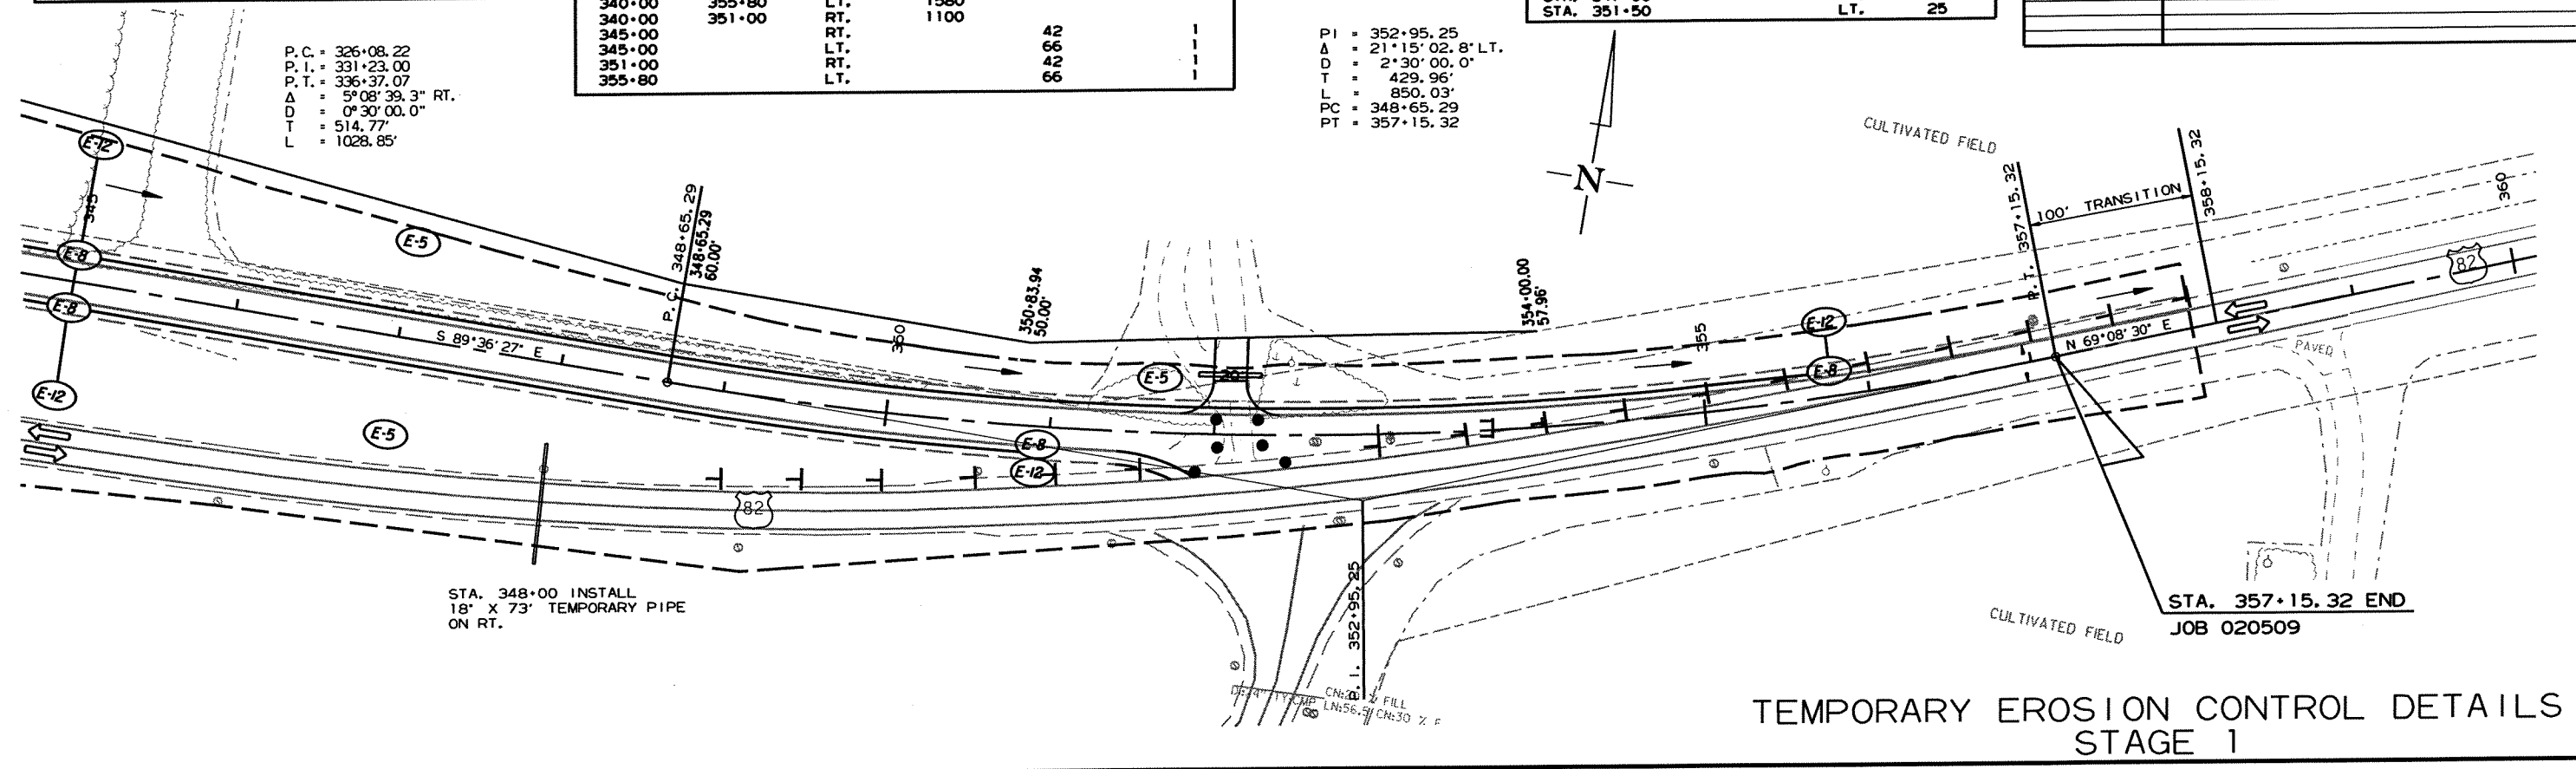 340+00 355+80 LT. 1580
340+00 351+00 RT. 1100
345+00 RT. 42 1
345+00 LT. 66 1
351+00 RT. 42 1
355+80 LT. 66 1
STA. 351+50 LT. 25
P.C. = 326+08.22
P.I. = 331+23.00
P.T. = 336+37.07
Δ = 5°08'39.3" RT.
D = 0°30'00.0"
T = 514.77'
L = 1028.85'
PI = 352+95.25
Δ = 21°15'02.8" LT.
D = 2°30'00.0"
T = 429.96'
L = 850.03'
PC = 348+65.29
PT = 357+15.32
N
CULTIVATED FIELD
E-12
345
E-8
E-8
E-12
E-5
E-5
S 89°36'27" E
P.C. 348+65.29
348+65.29
60.00'
350
350+83.94
50.00'
E-5
20'
E-8
E-12
82
354+00.00
57.96'
355
E-12
E-8
P.T. 357+15.32
100' TRANSITION
358+15.32
N 69°08'30" E
82
360
PAVED
STA. 348+00 INSTALL
18" X 73' TEMPORARY PIPE
ON RT.
P.I. 352+95.25
CULTIVATED FIELD
STA. 357+15.32 END
JOB 020509
TEMPORARY EROSION CONTROL DETAILS
STAGE 1